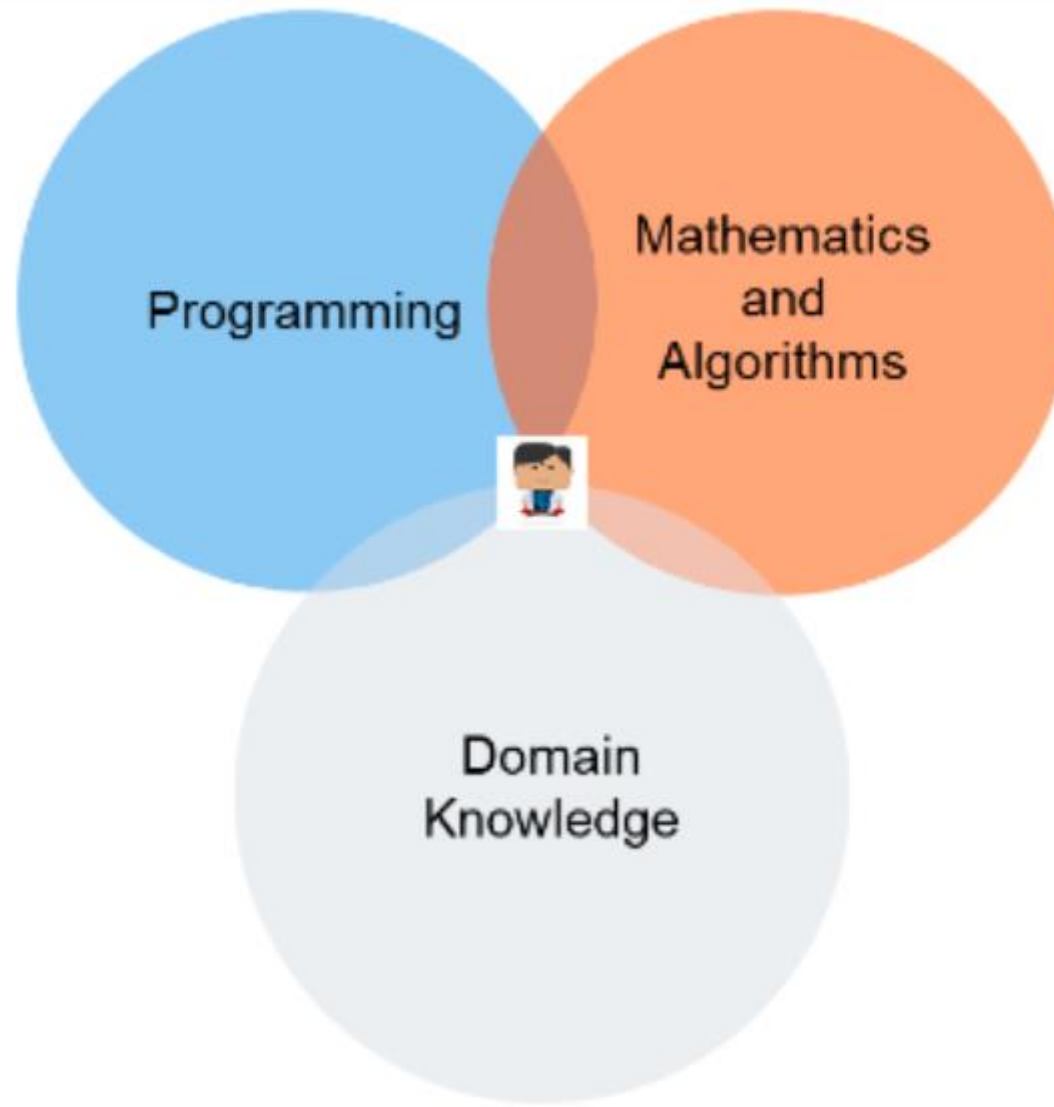 Programming
Mathematics
and
Algorithms
Domain
Knowledge